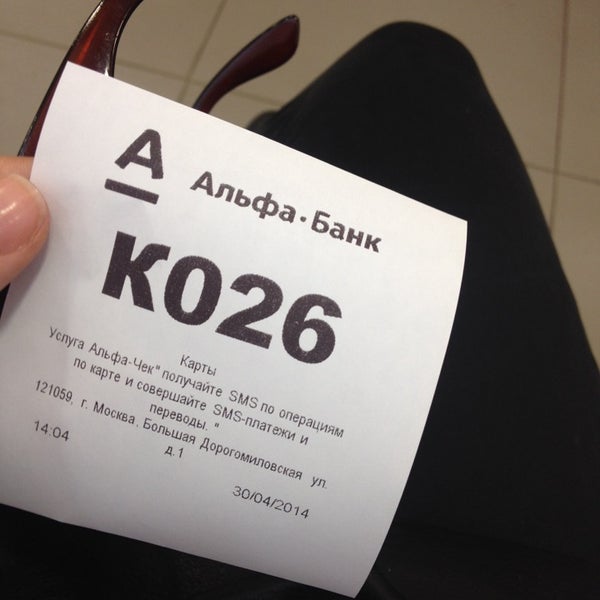 А
Альфа·Банк
К026
Карты
Услуга Альфа-Чек" получайте SMS по операциям
по карте и совершайте SMS-платежи и
переводы. "
121059, г. Москва. Большая Дорогомиловская ул.
д.1
14:04
30/04/2014